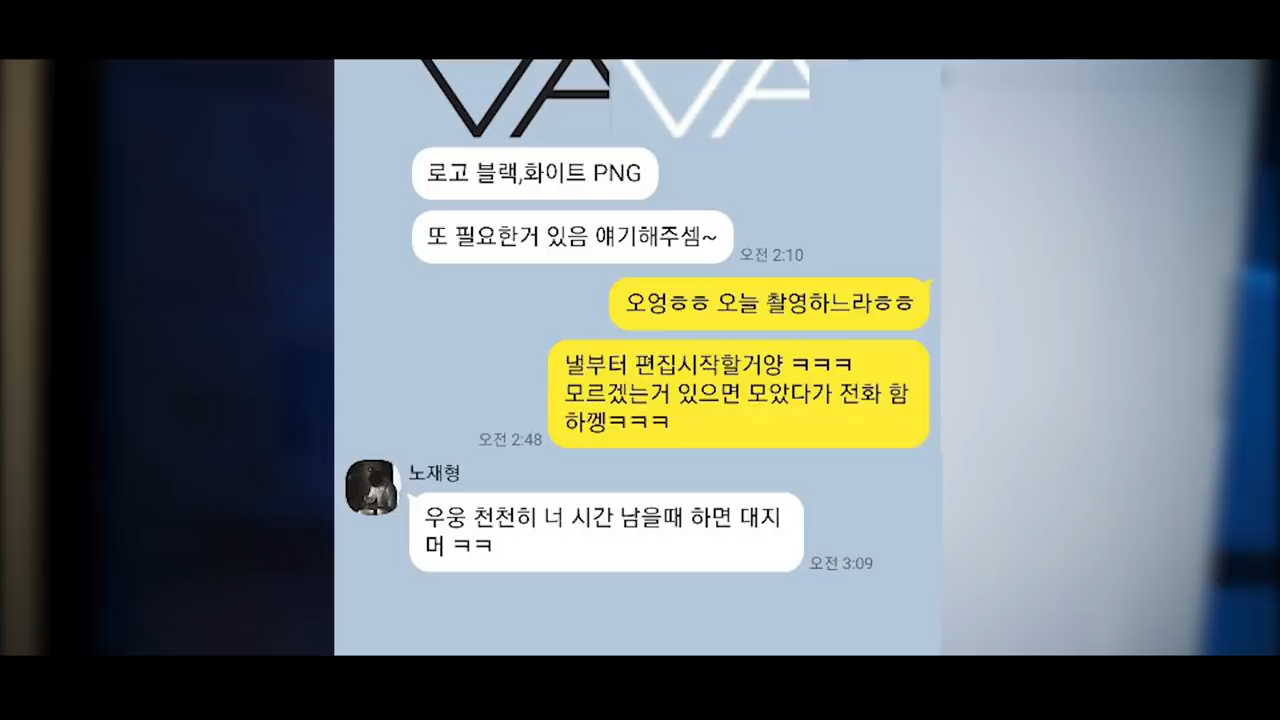 로고 블랙,화이트 PNG
또 필요한거 있음 얘기해주셈~
오전 2:10
오엉ㅎㅎ 오늘 촬영하느라ㅎㅎ
낼부터 편집시작할거양 ㅋㅋㅋ
모르겠는거 있으면 모았다가 전화 함
하껭ㅋㅋㅋ
오전 2:48
노재형
우웅 천천히 너 시간 남을때 하면 대지
머 ㅋㅋ
오전 3:09